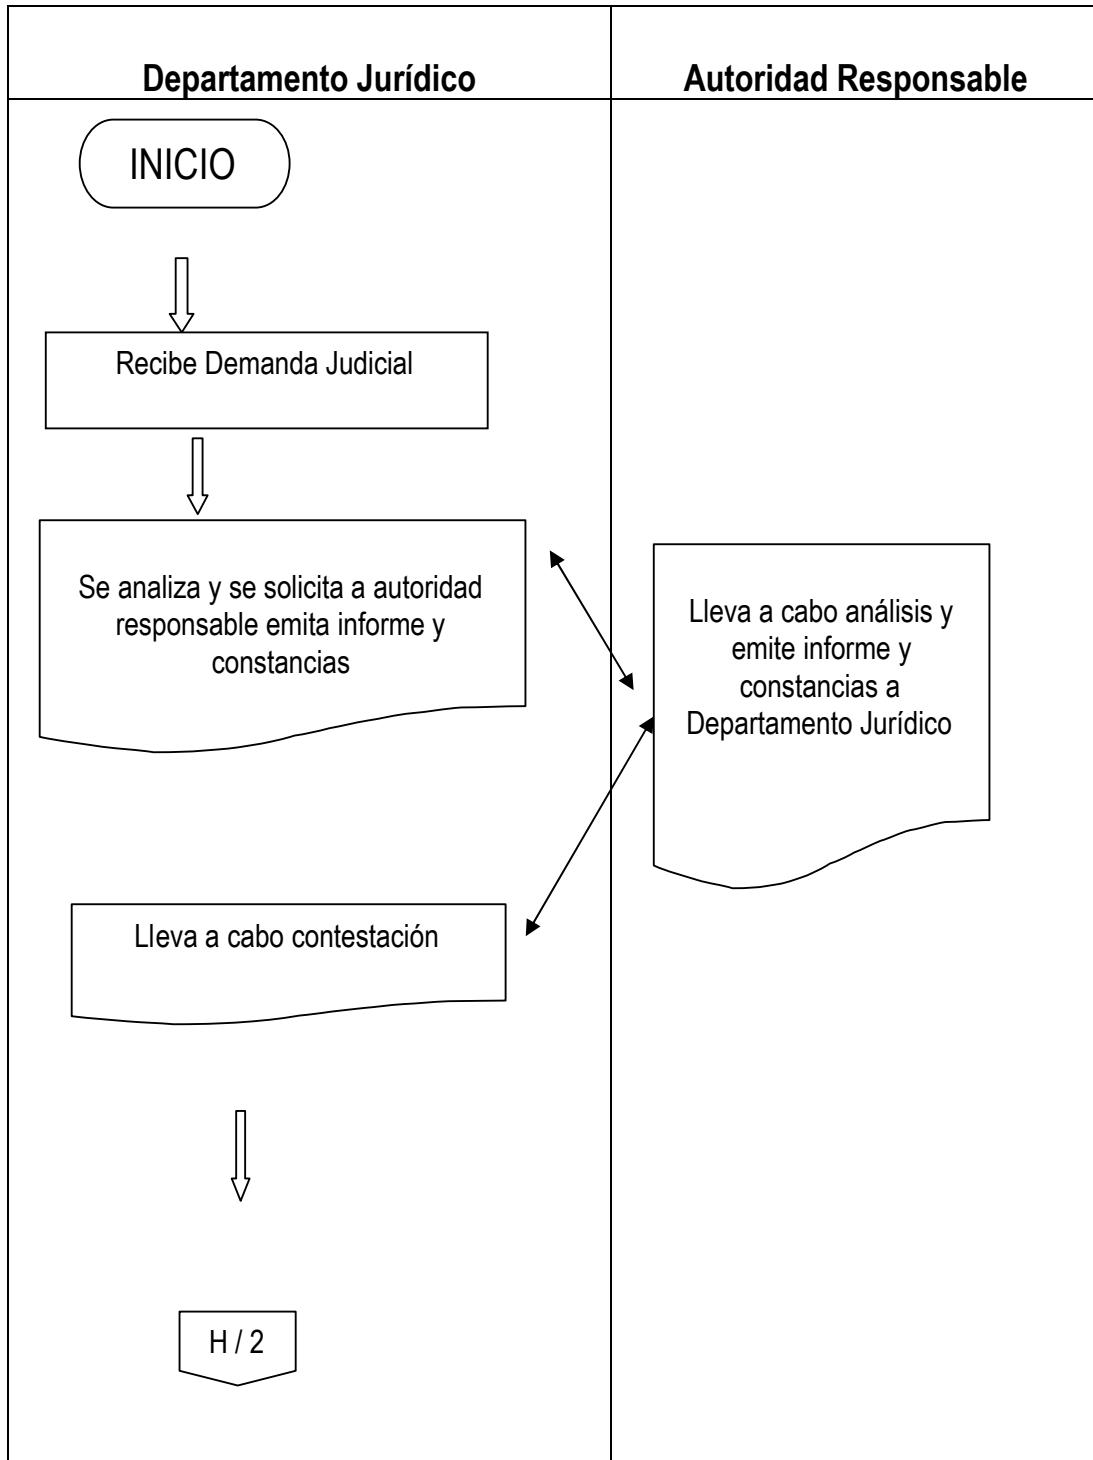 Departamento Jurídico
Autoridad Responsable
INICIO
Recibe Demanda Judicial
Se analiza y se solicita a autoridad
responsable emita informe y
constancias
Lleva a cabo análisis y
emite informe y
constancias a
Departamento Jurídico
Lleva a cabo contestación
H / 2